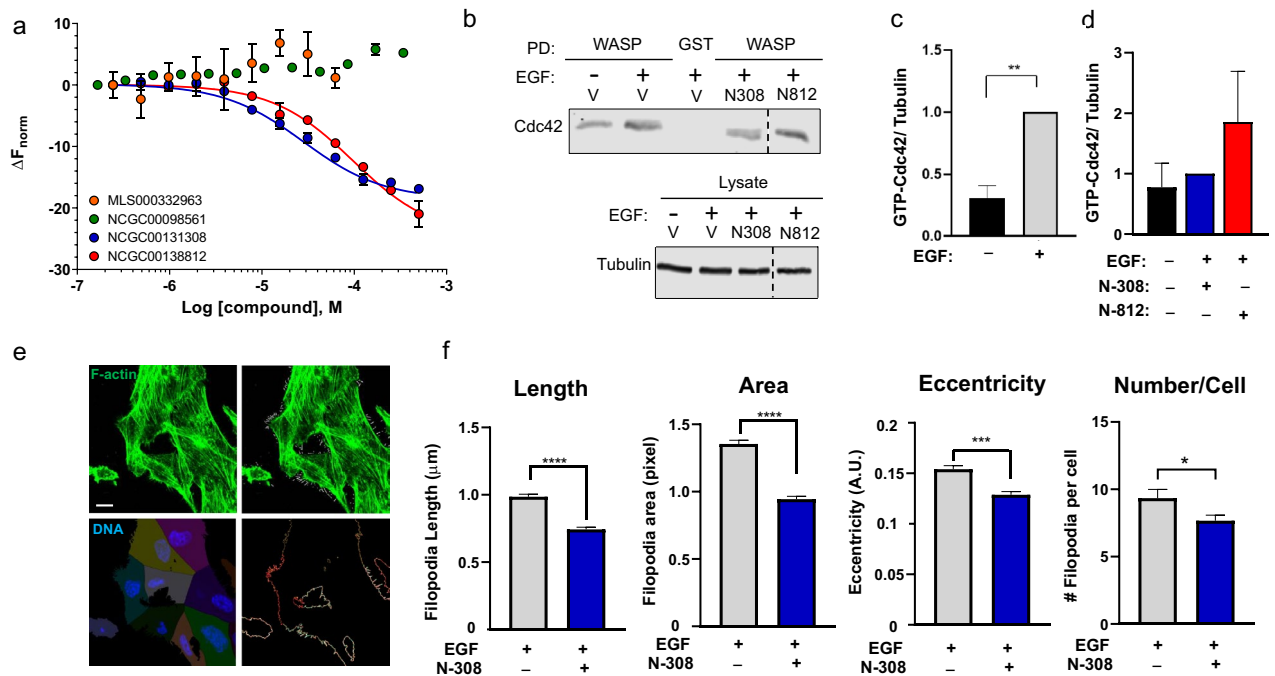 a
10
0
-10
-20
-30
ΔFnorm
-7 -6 -5 -4 -3
Log [compound], M
MLS000332963
NCGC00098561
NCGC00131308
NCGC00138812
b
PD: WASP GST WASP
EGF: – + + + +
V V V N308 N812
Cdc42
Lysate
EGF: – + + +
V V N308 N812
Tubulin
c
GTP-Cdc42/ Tubulin
1.5
1.0
0.5
0.0
**
EGF: – +
d
GTP-Cdc42/ Tubulin
3
2
1
0
EGF: – + +
N-308: – + –
N-812: – – +
e
F-actin
DNA
f
Length
Filopodia Length (μm)
1.5
1.0
0.5
0.0
****
EGF + +
N-308 – +
Area
Filopodia area (pixel)
1.5
1.0
0.5
0.0
****
EGF + +
N-308 – +
Eccentricity
Eccentricity (A.U.)
0.2
0.15
0.1
0.05
0.00
***
EGF + +
N-308 – +
Number/Cell
# Filopodia per cell
15
10
5
0
*
EGF + +
N-308 – +